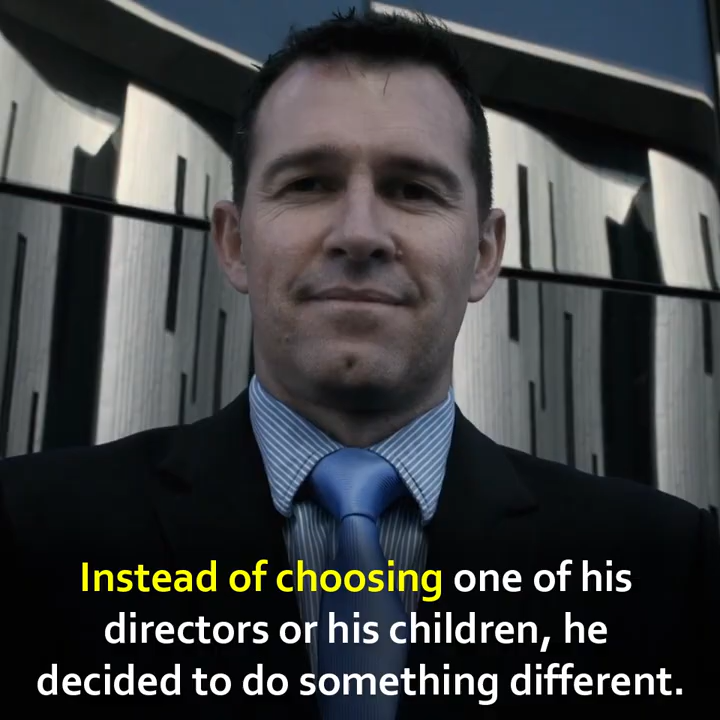 Instead of choosing one of his
directors or his children, he
decided to do something different.